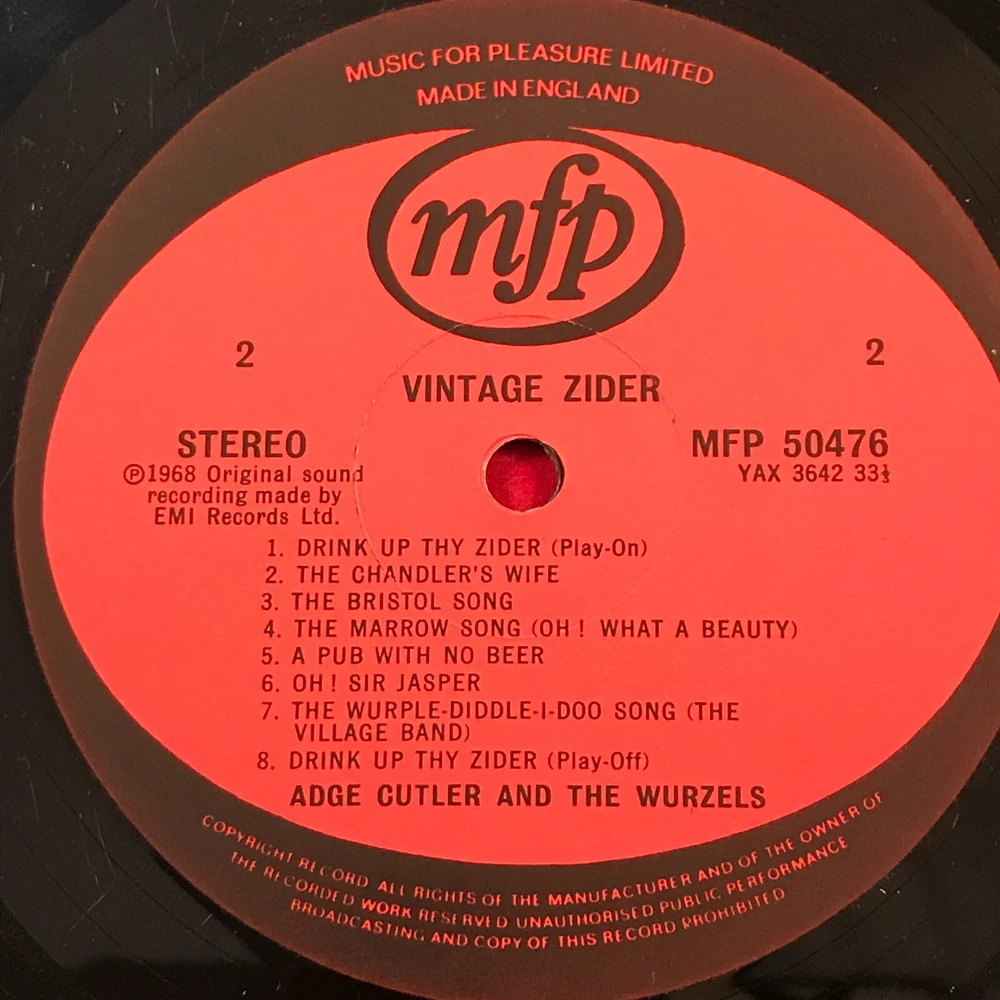 MUSIC FOR PLEASURE LIMITED
MADE IN ENGLAND
mfp
2 2
VINTAGE ZIDER
STEREO MFP 50476
Ⓟ1968 Original sound YAX 3642 33⅓
recording made by
EMI Records Ltd.
1. DRINK UP THY ZIDER (Play-On)
2. THE CHANDLER'S WIFE
3. THE BRISTOL SONG
4. THE MARROW SONG (OH! WHAT A BEAUTY)
5. A PUB WITH NO BEER
6. OH! SIR JASPER
7. THE WURPLE-DIDDLE-I-DOO SONG (THE
VILLAGE BAND)
8. DRINK UP THY ZIDER (Play-Off)
ADGE CUTLER AND THE WURZELS
COPYRIGHT RECORD ALL RIGHTS OF THE MANUFACTURER AND OF THE OWNER OF
THE RECORDED WORK RESERVED UNAUTHORISED PUBLIC PERFORMANCE
BROADCASTING AND COPY OF THIS RECORD PROHIBITED